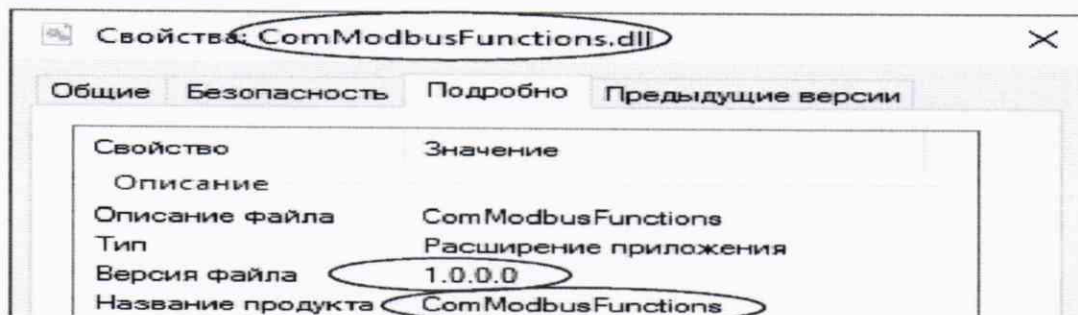 Свойства: ComModbusFunctions.dll
Общие Безопасность Подробно Предыдущие версии
Свойство Значение
Описание
Описание файла ComModbusFunctions
Тип Расширение приложения
Версия файла 1.0.0.0
Название продукта ComModbusFunctions